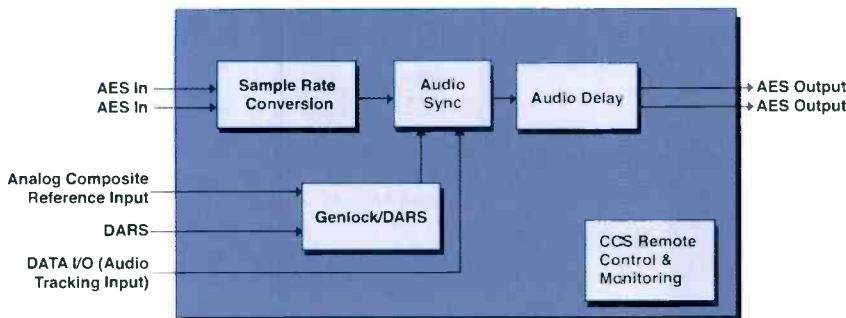 AES In
AES In
Sample Rate
Conversion
Audio
Sync
Audio Delay
AES Output
AES Output
Analog Composite
Reference Input
DARS
Genlock/DARS
DATA I/O (Audio
Tracking Input)
CCS Remote
Control &
Monitoring